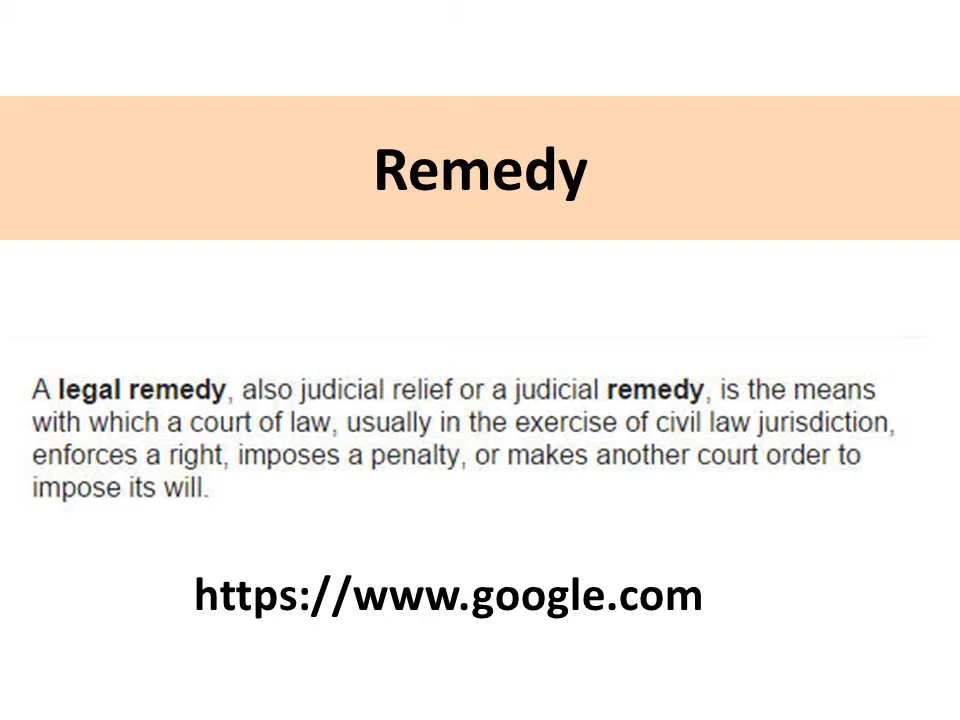 Remedy
A legal remedy, also judicial relief or a judicial remedy, is the means
with which a court of law, usually in the exercise of civil law jurisdiction,
enforces a right, imposes a penalty, or makes another court order to
impose its will.
https://www.google.com